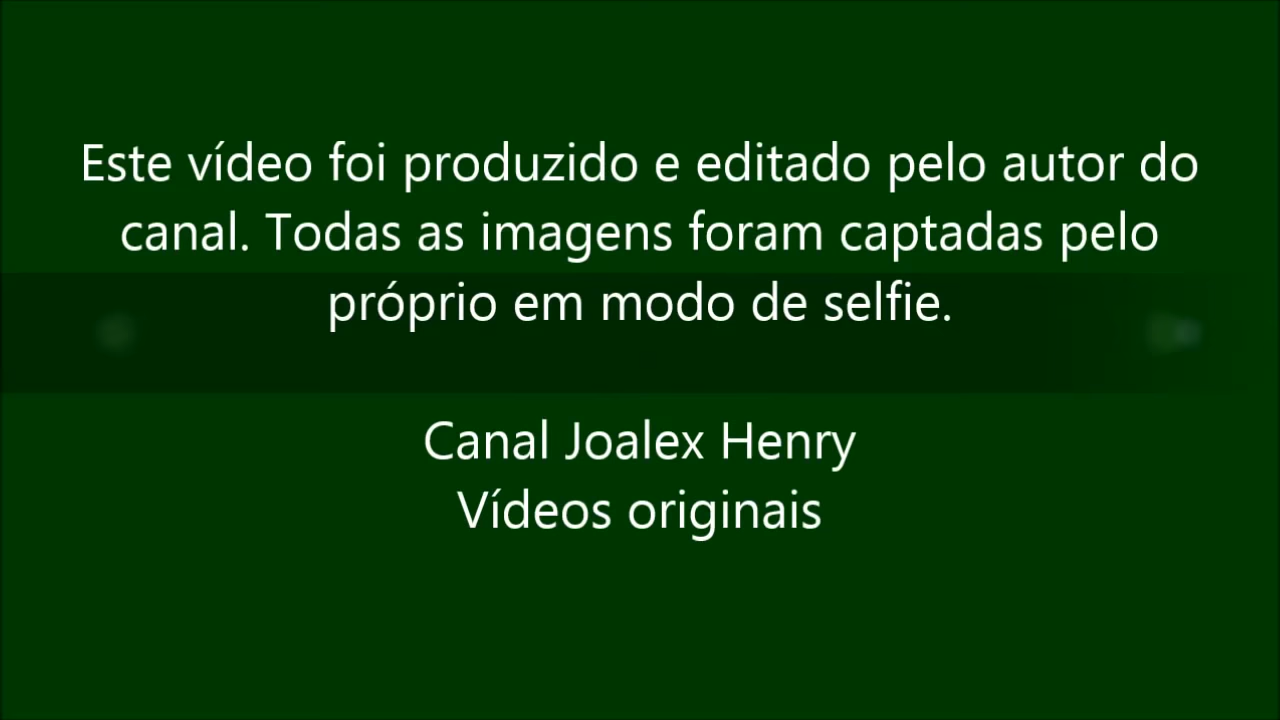 Este vídeo foi produzido e editado pelo autor do
canal. Todas as imagens foram captadas pelo
próprio em modo de selfie.
Canal Joalex Henry
Vídeos originais